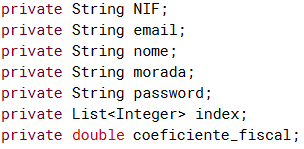 private String NIF;
private String email;
private String nome;
private String morada;
private String password;
private List<Integer> index;
private double coeficiente_fiscal;